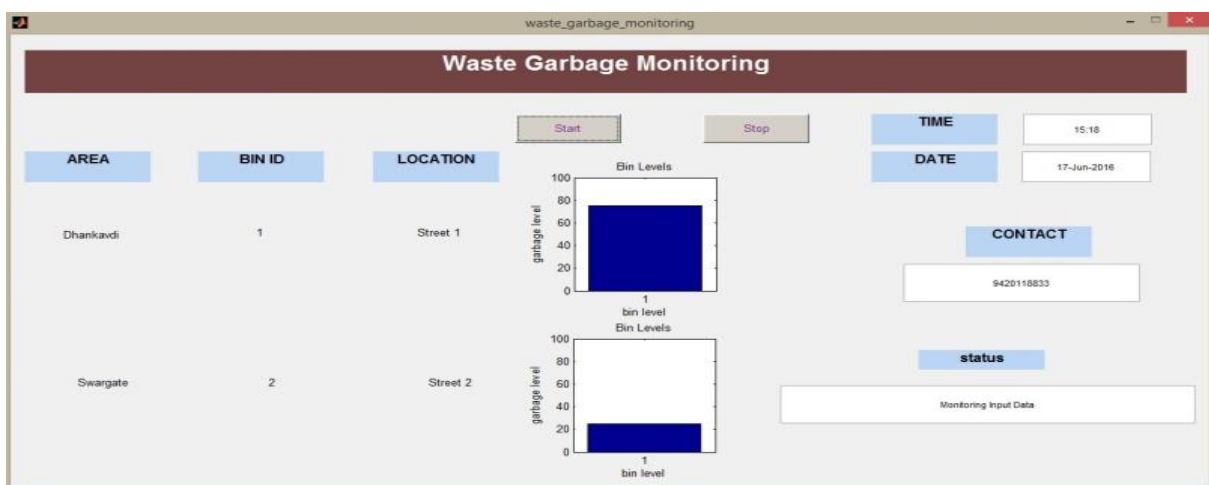 waste_garbage_monitoring
Waste Garbage Monitoring
Start
Stop
TIME
15:18
AREA
BIN ID
LOCATION
DATE
17-Jun-2016
Bin Levels
100
80
60
40
20
0
garbage level
1
bin level
Dhankavdi
1
Street 1
CONTACT
9420118833
Bin Levels
100
80
60
40
20
0
garbage level
1
bin level
Swargate
2
Street 2
status
Monitoring Input Data